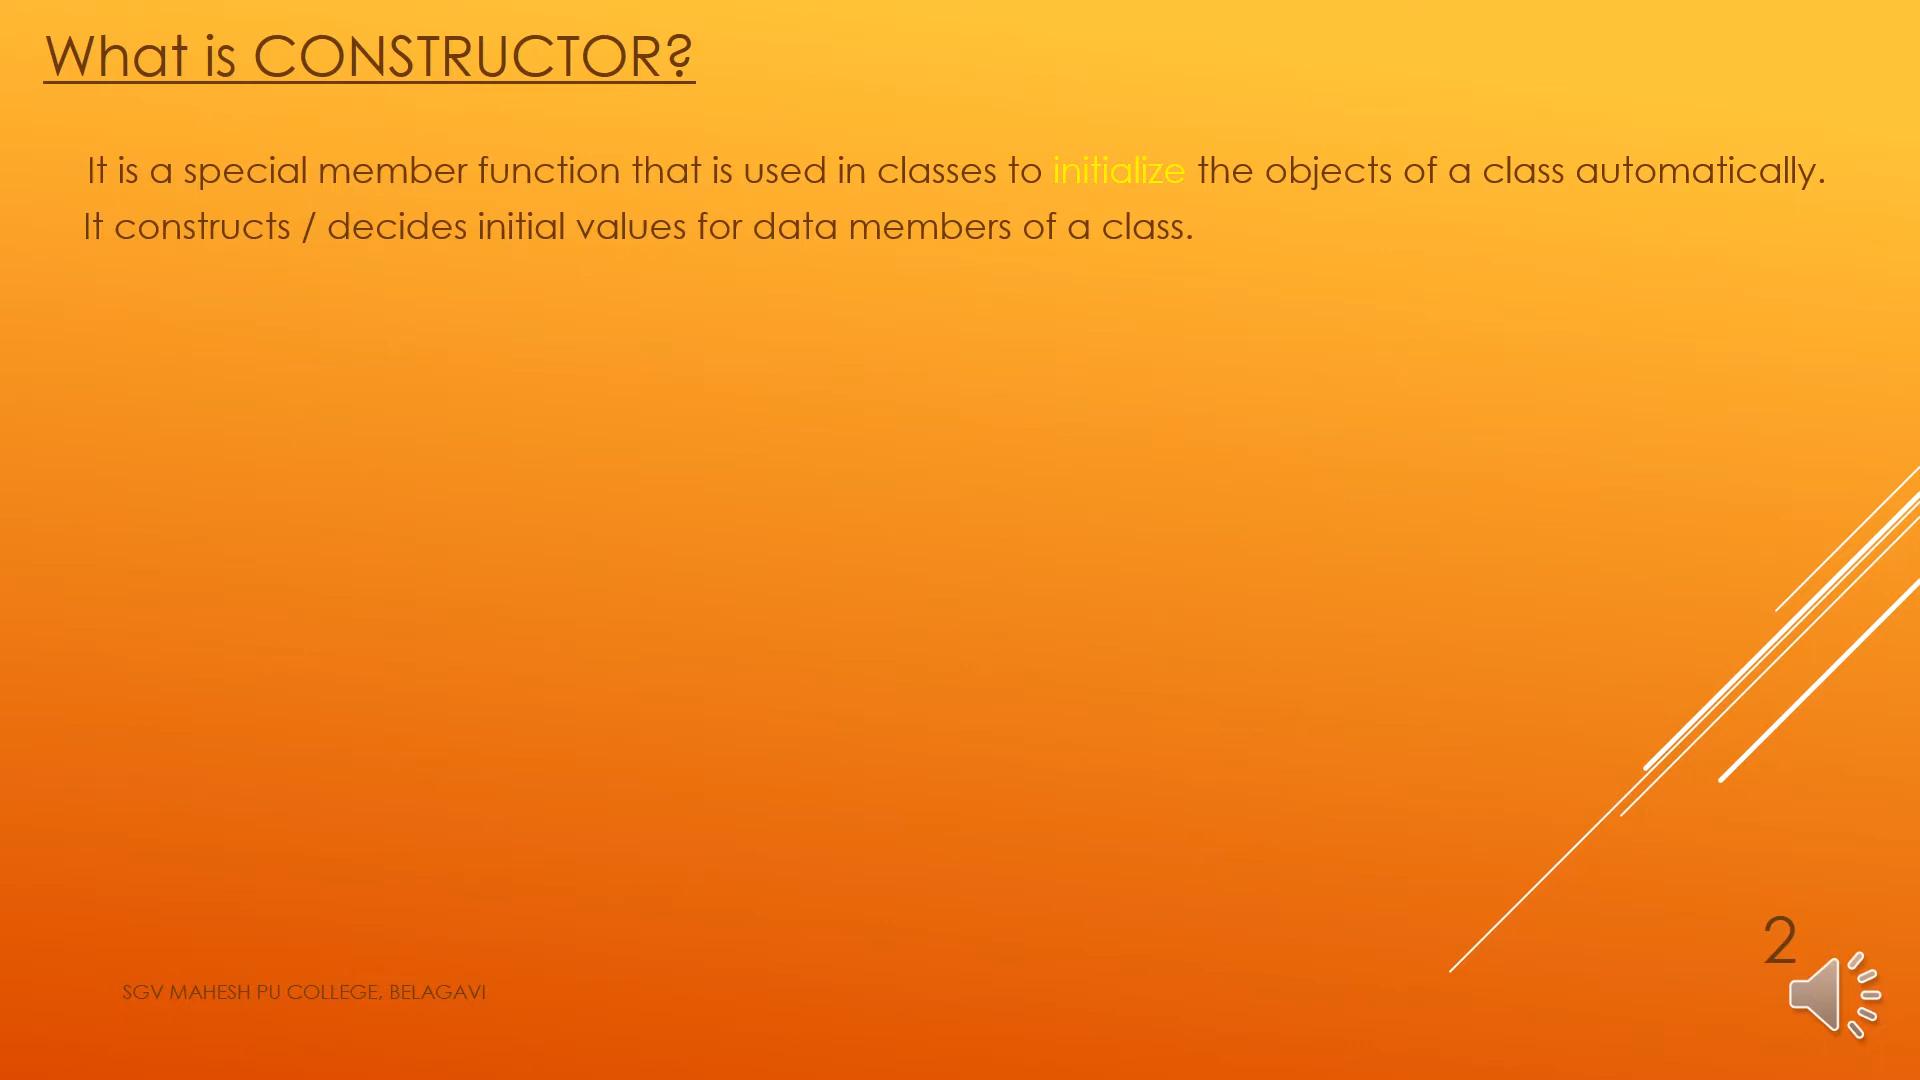 What is CONSTRUCTOR?
It is a special member function that is used in classes to initialize the objects of a class automatically.
It constructs / decides initial values for data members of a class.
2
SGV MAHESH PU COLLEGE, BELAGAVI